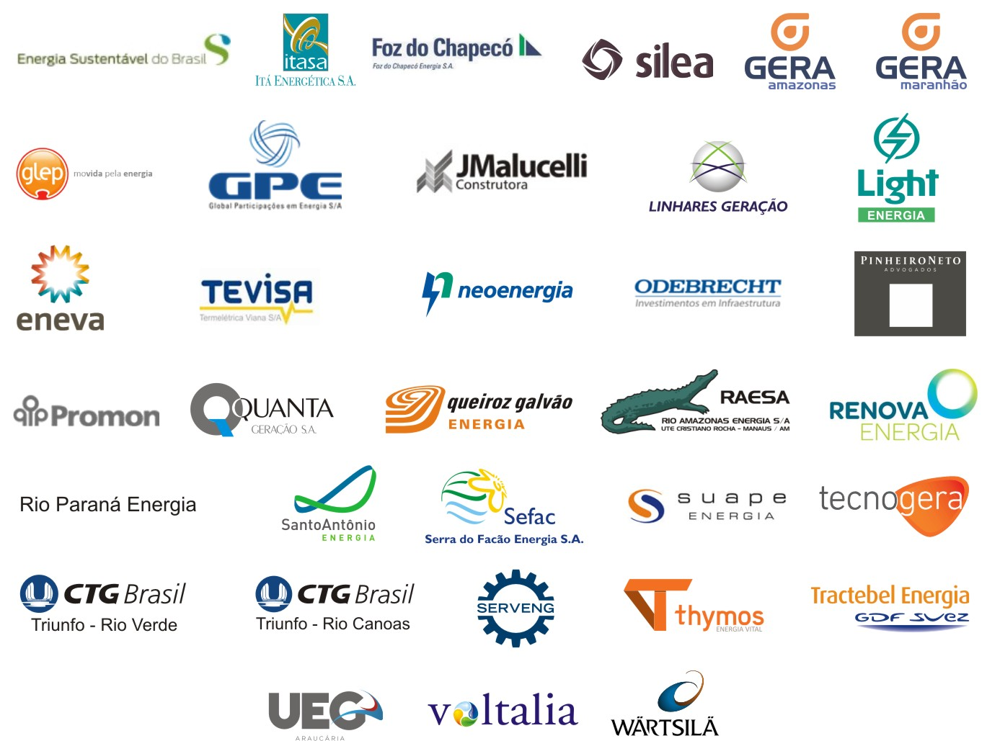 Energia Sustentável do Brasil
itasa
ITÁ ENERGÉTICA S.A.
Foz do Chapecó
Foz do Chapecó Energia S.A.
silea
GERA
amazonas
GERA
maranhão
glep
movida pela energia
GPE
Global Participações em Energia S/A
JMalucelli
Construtora
LINHARES GERAÇÃO
Light
ENERGIA
eneva
TEVISA
Termelétrica Viana S/A
neoenergia
ODEBRECHT
Investimentos em Infraestrutura
PINHEIRONETO
ADVOGADOS
Promon
QUANTA
GERAÇÃO S.A.
queiroz galvão
ENERGIA
RAESA
RIO AMAZONAS ENERGIA S/A
UTE CRISTIANO ROCHA - MANAUS / AM
RENOVA
ENERGIA
Rio Paraná Energia
SantoAntônio
ENERGIA
Sefac
Serra do Facão Energia S.A.
suape
ENERGIA
tecnogera
CTG Brasil
Triunfo - Rio Verde
CTG Brasil
Triunfo - Rio Canoas
SERVENG
thymos
ENERGIA VITAL
Tractebel Energia
GDF SUEZ
UEG
ARAUCÁRIA
voltalia
WÄRTSILÄ